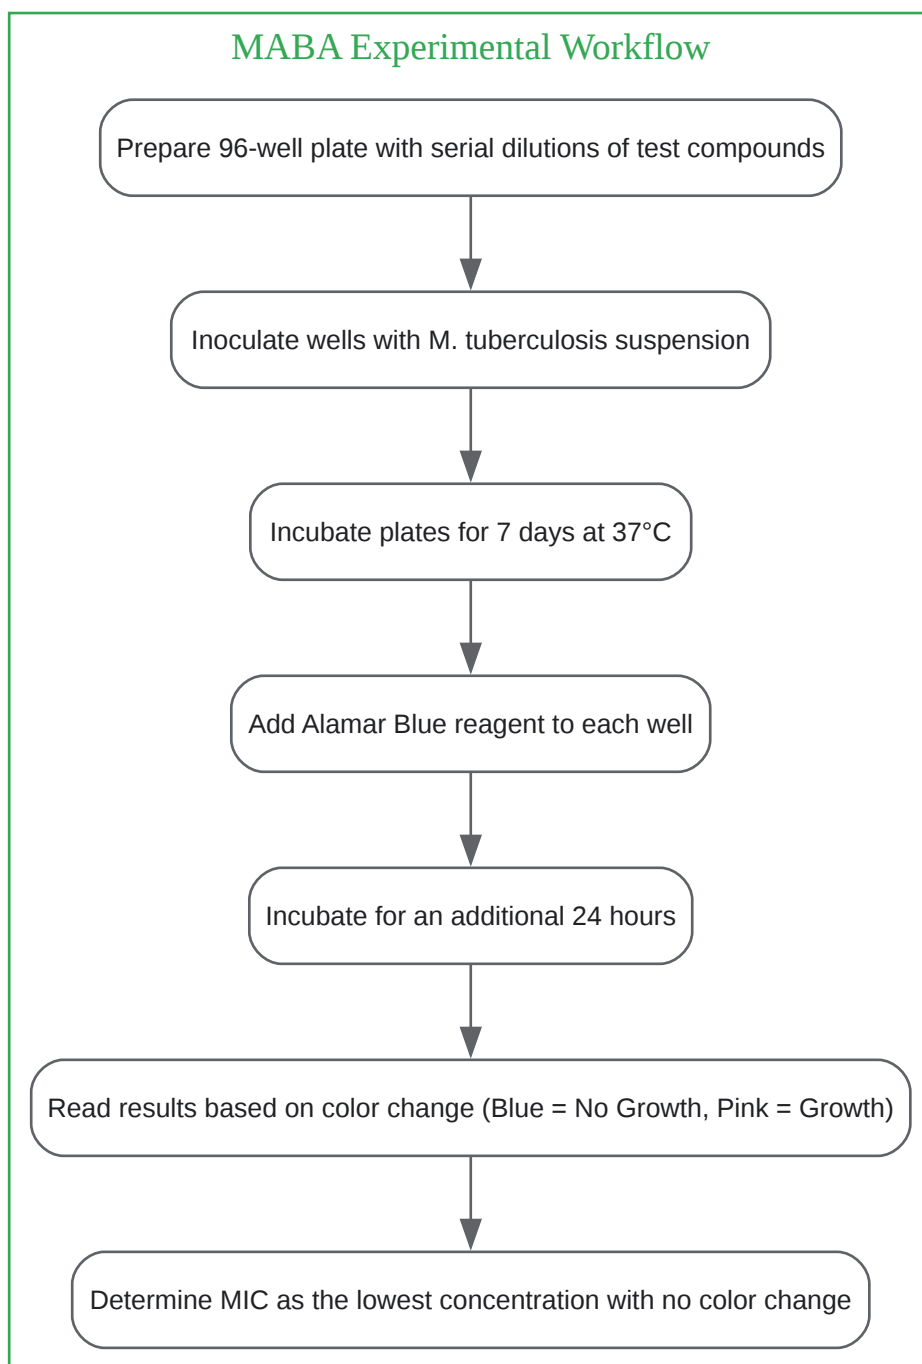 MABA Experimental Workflow
Prepare 96-well plate with serial dilutions of test compounds
Inoculate wells with M. tuberculosis suspension
Incubate plates for 7 days at 37°C
Add Alamar Blue reagent to each well
Incubate for an additional 24 hours
Read results based on color change (Blue = No Growth, Pink = Growth)
Determine MIC as the lowest concentration with no color change